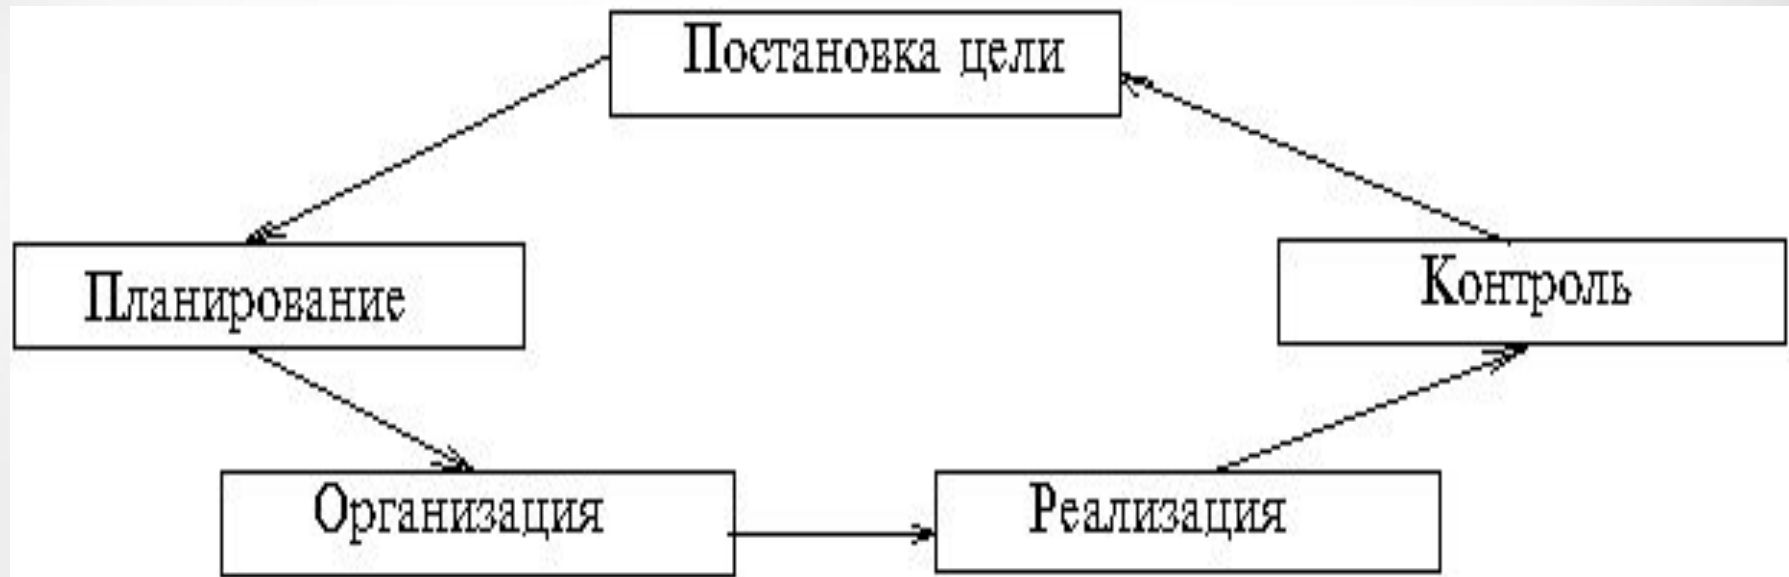 Постановка цели
Планирование
Контроль
Организация
Реализация